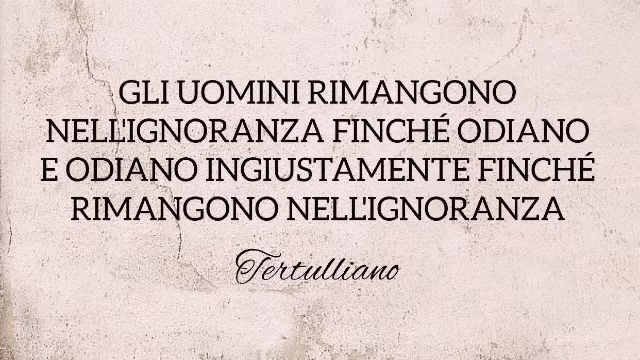 GLI UOMINI RIMANGONO
NELL'IGNORANZA FINCHÉ ODIANO
E ODIANO INGIUSTAMENTE FINCHÉ
RIMANGONO NELL'IGNORANZA
Tertulliano